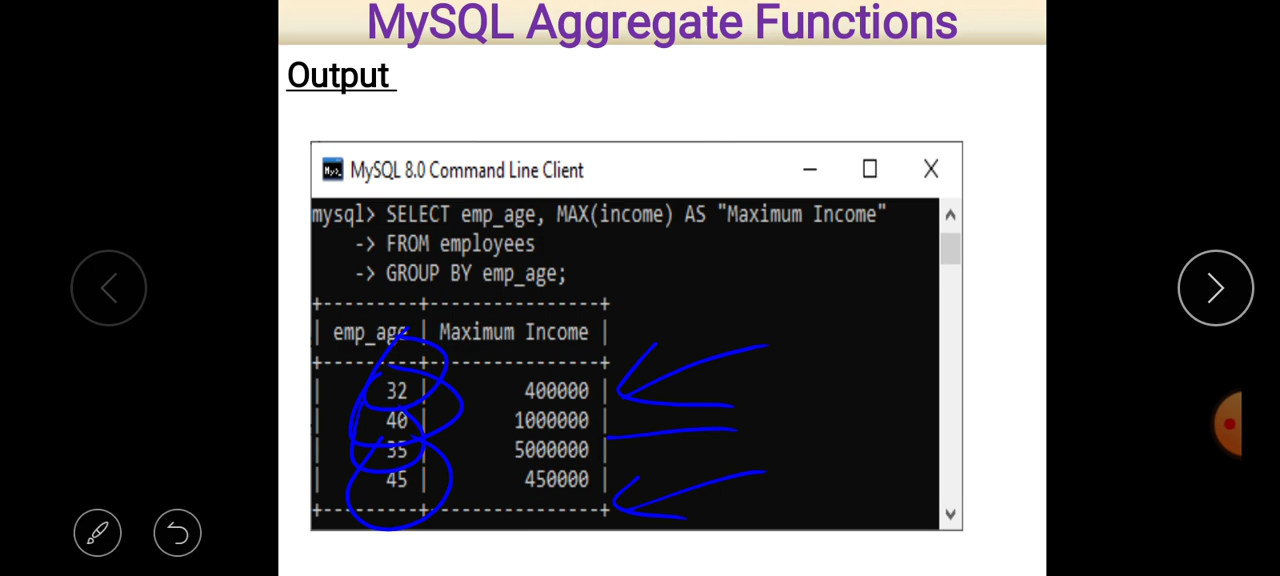 MySQL Aggregate Functions
Output
MySQL 8.0 Command Line Client
mysql> SELECT emp_age, MAX(income) AS "Maximum Income"
-> FROM employees
-> GROUP BY emp_age;
+---------+----------------+
| emp_age | Maximum Income |
+---------+----------------+
| 32 | 400000 |
| 40 | 1000000 |
| 35 | 5000000 |
| 45 | 450000 |
+---------+----------------+